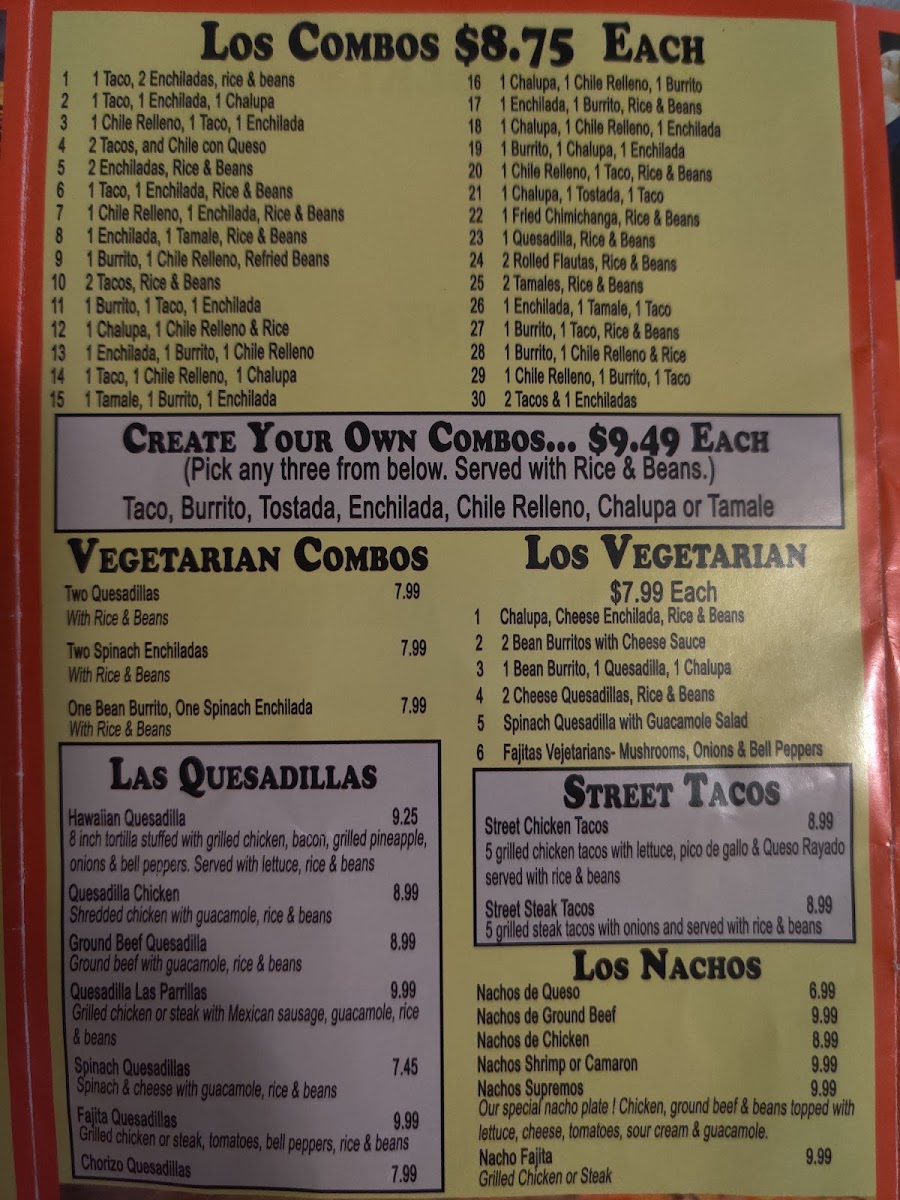 Los Combos $8.75 Each
1 1 Taco, 2 Enchiladas, rice & beans
2 1 Taco, 1 Enchilada, 1 Chalupa
3 1 Chile Relleno, 1 Taco, 1 Enchilada
4 2 Tacos, and Chile con Queso
5 2 Enchiladas, Rice & Beans
6 1 Taco, 1 Enchilada, Rice & Beans
7 1 Chile Relleno, 1 Enchilada, Rice & Beans
8 1 Enchilada, 1 Tamale, Rice & Beans
9 1 Burrito, 1 Chile Relleno, Refried Beans
10 2 Tacos, Rice & Beans
11 1 Burrito, 1 Taco, 1 Enchilada
12 1 Chalupa, 1 Chile Relleno & Rice
13 1 Enchilada, 1 Burrito, 1 Chile Relleno
14 1 Taco, 1 Chile Relleno, 1 Chalupa
15 1 Tamale, 1 Burrito, 1 Enchilada
16 1 Chalupa, 1 Chile Relleno, 1 Burrito
17 1 Enchilada, 1 Burrito, Rice & Beans
18 1 Chalupa, 1 Chile Relleno, 1 Enchilada
19 1 Burrito, 1 Chalupa, 1 Enchilada
20 1 Chile Relleno, 1 Taco, Rice & Beans
21 1 Chalupa, 1 Tostada, 1 Taco
22 1 Fried Chimichanga, Rice & Beans
23 1 Quesadilla, Rice & Beans
24 2 Rolled Flautas, Rice & Beans
25 2 Tamales, Rice & Beans
26 1 Enchilada, 1 Tamale, 1 Taco
27 1 Burrito, 1 Taco, Rice & Beans
28 1 Burrito, 1 Chile Relleno & Rice
29 1 Chile Relleno, 1 Burrito, 1 Taco
30 2 Tacos & 1 Enchiladas
Create Your Own Combos... $9.49 Each
(Pick any three from below. Served with Rice & Beans.)
Taco, Burrito, Tostada, Enchilada, Chile Relleno, Chalupa or Tamale
Vegetarian Combos
Two Quesadillas 7.99
With Rice & Beans
Two Spinach Enchiladas 7.99
With Rice & Beans
One Bean Burrito, One Spinach Enchilada 7.99
With Rice & Beans
Las Quesadillas
Hawaiian Quesadilla 9.25
8 inch tortilla stuffed with grilled chicken, bacon, grilled pineapple,
onions & bell peppers. Served with lettuce, rice & beans
Quesadilla Chicken 8.99
Shredded chicken with guacamole, rice & beans
Ground Beef Quesadilla 8.99
Ground beef with guacamole, rice & beans
Quesadilla Las Parrillas 9.99
Grilled chicken or steak with Mexican sausage, guacamole, rice
& beans
Spinach Quesadillas 7.45
Spinach & cheese with guacamole, rice & beans
Fajita Quesadillas 9.99
Grilled chicken or steak, tomatoes, bell peppers, rice & beans
Chorizo Quesadillas 7.99
Los Vegetarian
$7.99 Each
1 Chalupa, Cheese Enchilada, Rice & Beans
2 2 Bean Burritos with Cheese Sauce
3 1 Bean Burrito, 1 Quesadilla, 1 Chalupa
4 2 Cheese Quesadillas, Rice & Beans
5 Spinach Quesadilla with Guacamole Salad
6 Fajitas Vejetarians- Mushrooms, Onions & Bell Peppers
Street Tacos
Street Chicken Tacos 8.99
5 grilled chicken tacos with lettuce, pico de gallo & Queso Rayado
served with rice & beans
Street Steak Tacos 8.99
5 grilled steak tacos with onions and served with rice & beans
Los Nachos
Nachos de Queso 6.99
Nachos de Ground Beef 9.99
Nachos de Chicken 8.99
Nachos Shrimp or Camaron 9.99
Nachos Supremos 9.99
Our special nacho plate ! Chicken, ground beef & beans topped with
lettuce, cheese, tomatoes, sour cream & guacamole.
Nacho Fajita 9.99
Grilled Chicken or Steak